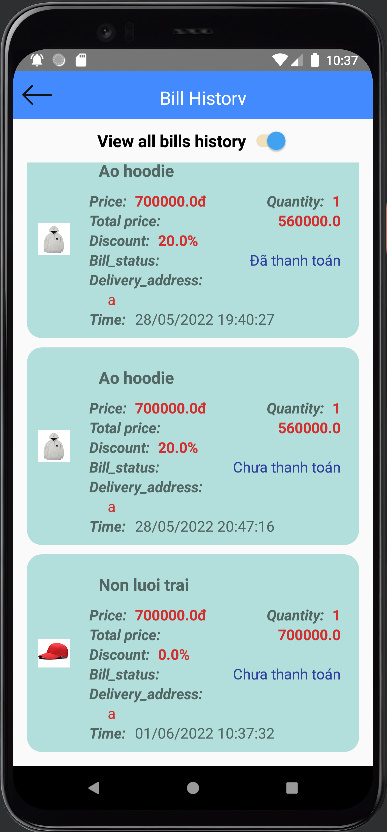 10:37
Bill History
View all bills history
Ao hoodie
Price: 700000.0đ Quantity: 1
Total price: 560000.0
Discount: 20.0%
Bill_status: Đã thanh toán
Delivery_address:
a
Time: 28/05/2022 19:40:27
Ao hoodie
Price: 700000.0đ Quantity: 1
Total price: 560000.0
Discount: 20.0%
Bill_status: Chưa thanh toán
Delivery_address:
a
Time: 28/05/2022 20:47:16
Non luoi trai
Price: 700000.0đ Quantity: 1
Total price: 700000.0
Discount: 0.0%
Bill_status: Chưa thanh toán
Delivery_address:
a
Time: 01/06/2022 10:37:32